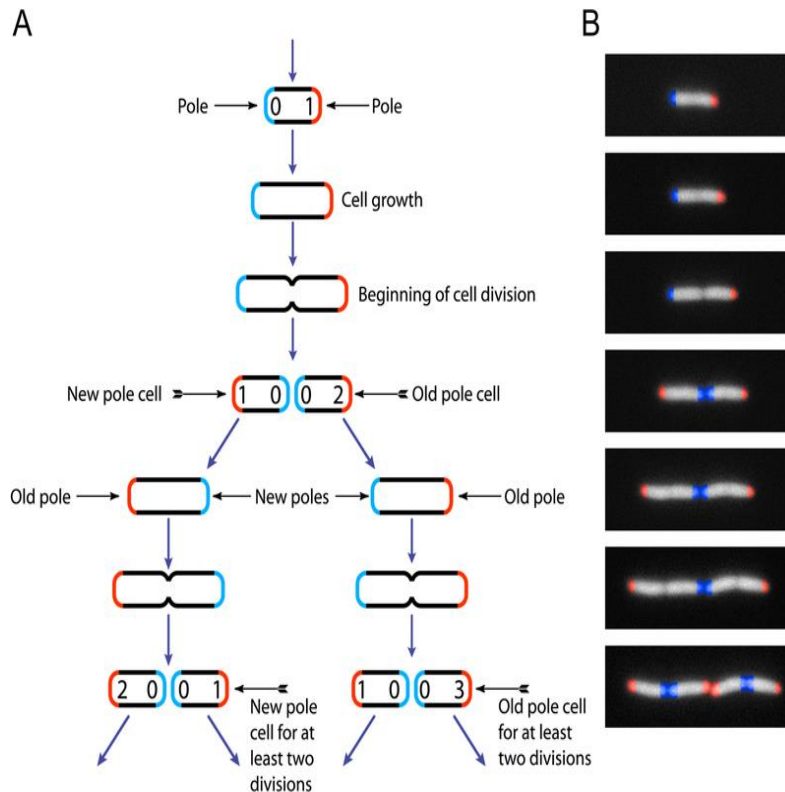 A
B
Pole
0 1
Pole
Cell growth
Beginning of cell division
New pole cell
1 0 0 2
Old pole cell
Old pole
New poles
Old pole
2 0 0 1
1 0 0 3
New pole
cell for at
least two
divisions
Old pole cell
for at least
two divisions